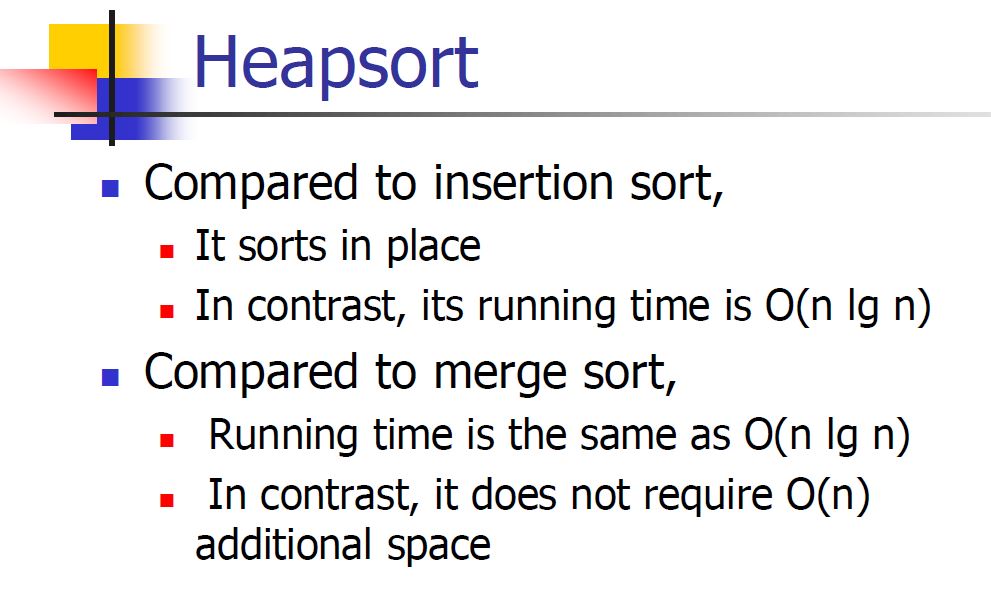 Heapsort
Compared to insertion sort,
It sorts in place
In contrast, its running time is O(n lg n)
Compared to merge sort,
Running time is the same as O(n lg n)
In contrast, it does not require O(n)
additional space